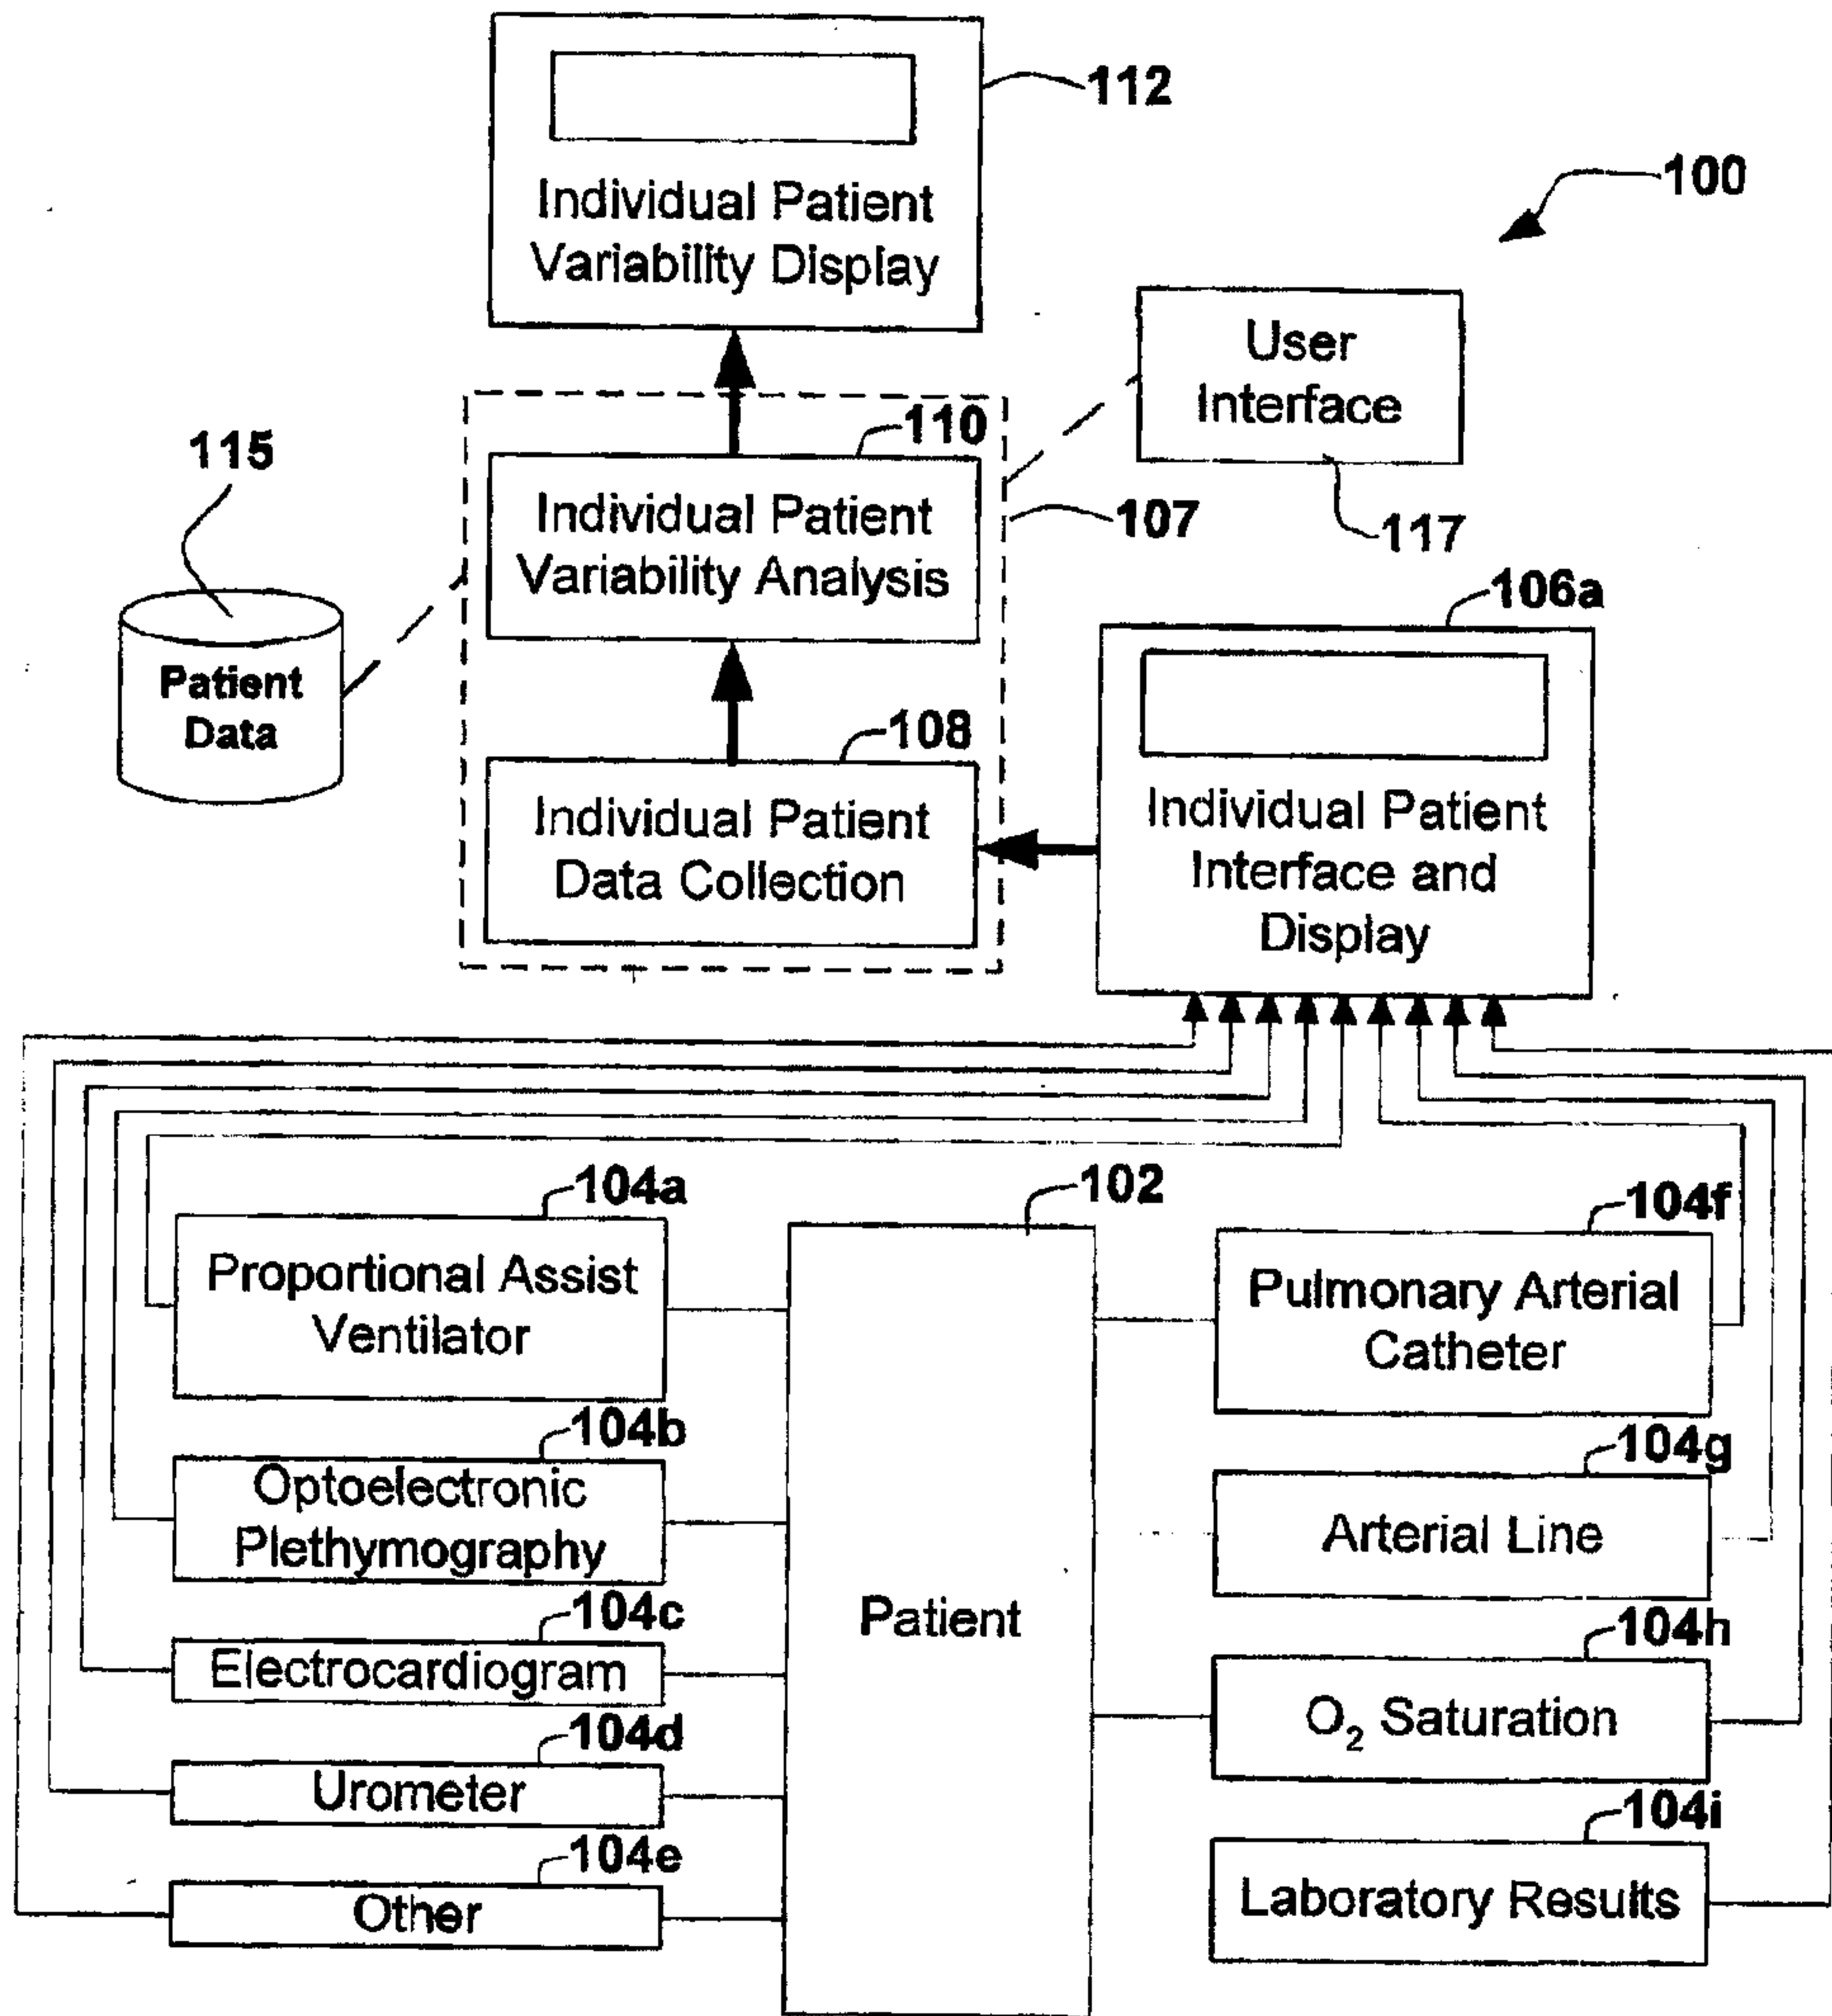 112
Individual Patient
Variability Display
100
User
Interface
117
110
Individual Patient
Variability Analysis
107
115
Patient
Data
106a
Individual Patient
Interface and
Display
108
Individual Patient
Data Collection
104a
Proportional Assist
Ventilator
104b
Optoelectronic
Plethymography
104c
Electrocardiogram
104d
Urometer
104e
Other
102
Patient
104f
Pulmonary Arterial
Catheter
104g
Arterial Line
104h
O₂ Saturation
104i
Laboratory Results